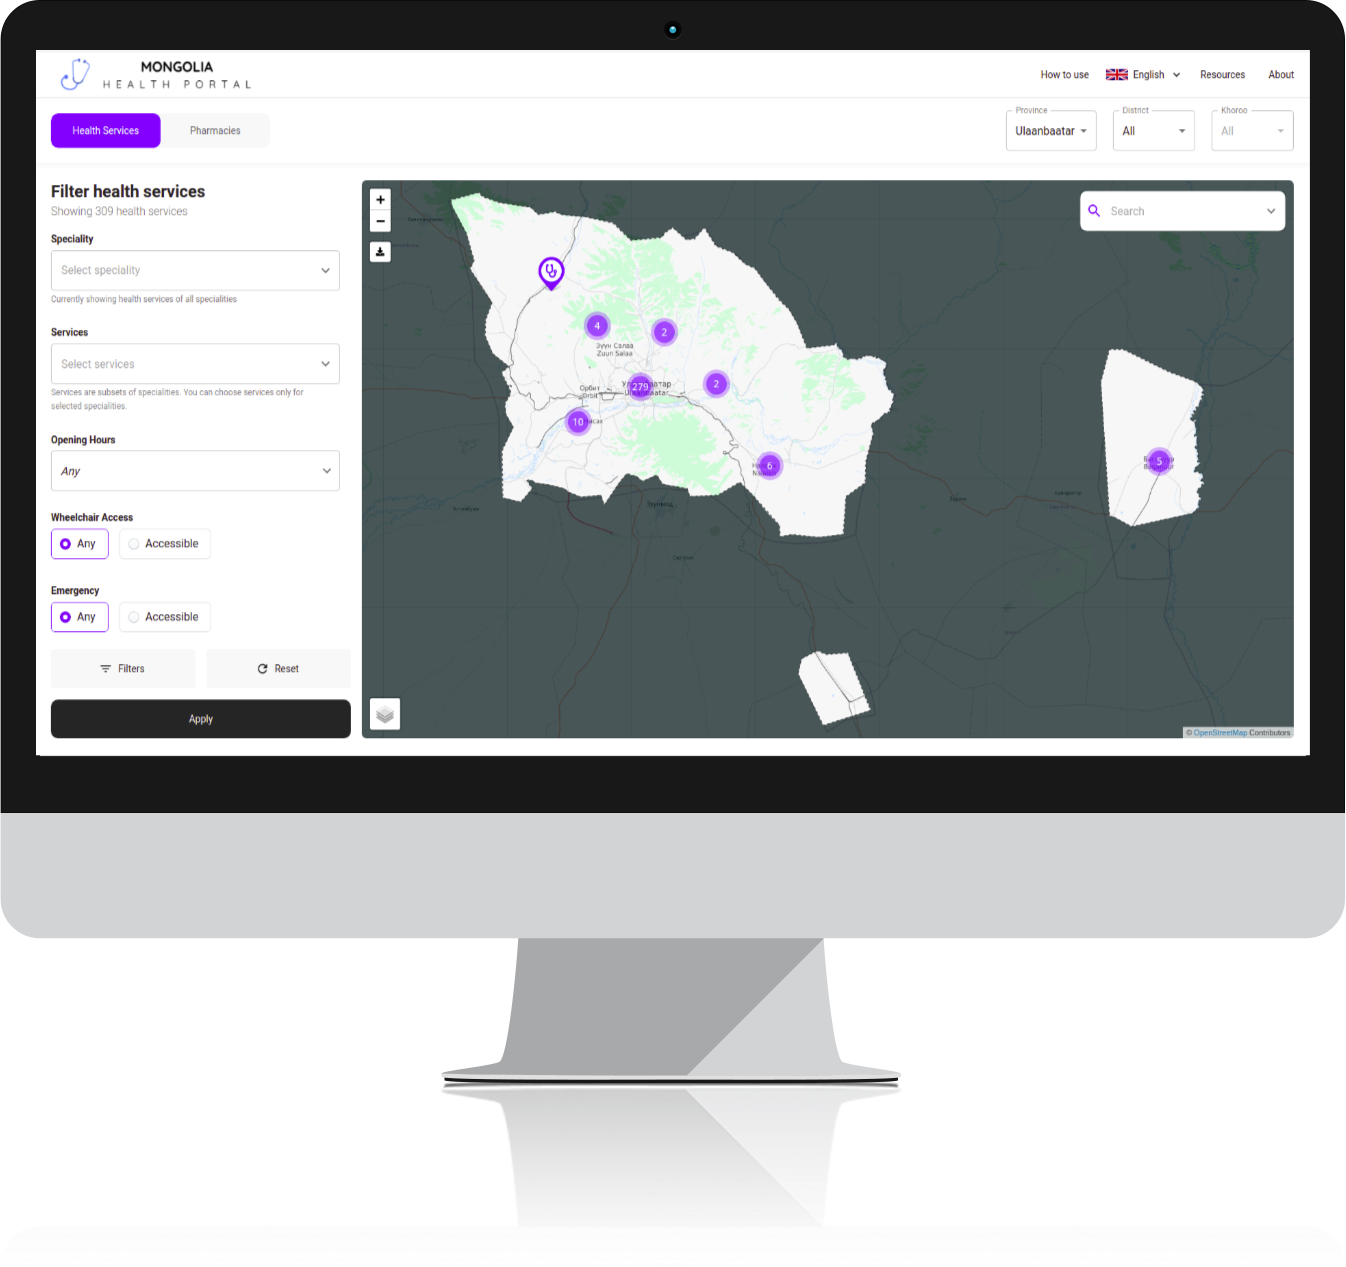 MONGOLIA
HEALTH PORTAL
How to use
English
Resources
About
Health Services
Pharmacies
Province
Ulaanbaatar
District
All
Khoroo
All
Filter health services
Showing 309 health services
Speciality
Select speciality
Currently showing health services of all specialities
Services
Select services
Services are subsets of specialities. You can choose services only for
selected specialities.
Opening Hours
Any
Wheelchair Access
Any
Accessible
Emergency
Any
Accessible
Filters
Reset
Apply
+
−
Search
4
2
Зуун Салаа
Zuun Salaa
279
2
Орбит
Orbit
10
6
5
© OpenStreetMap Contributors